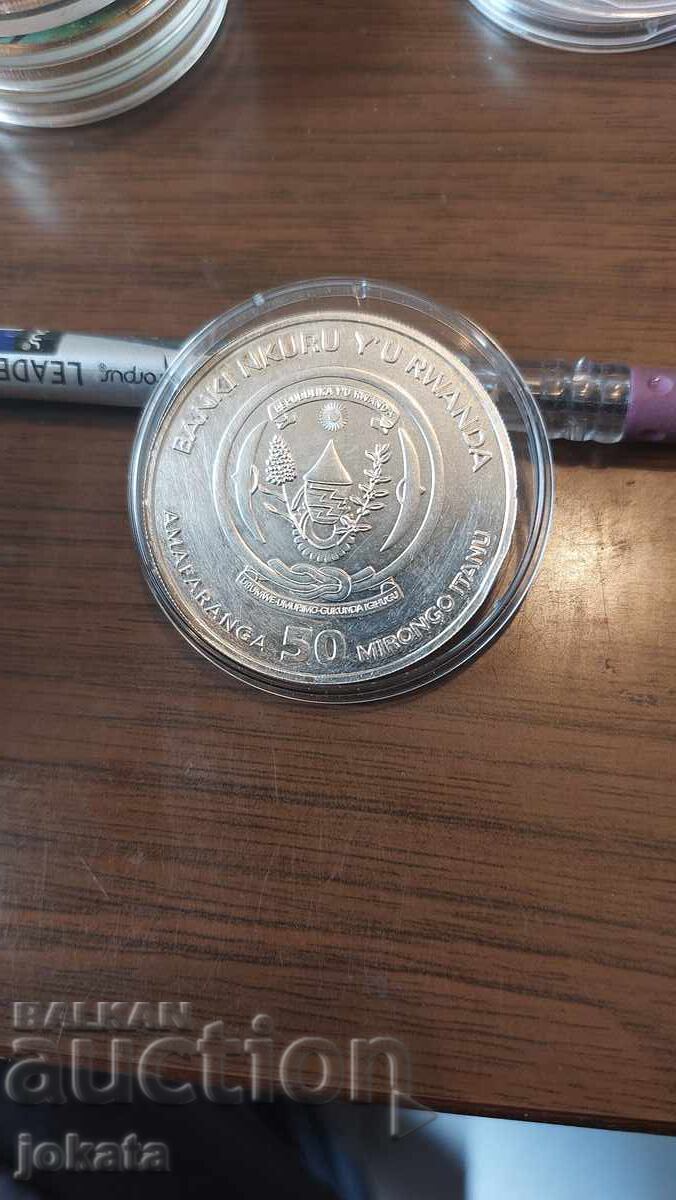 BANKI NKURU Y'U RWANDA
REPUBULIKA Y'U RWANDA
UBUMWE-UMURIMO-GUKUNDA IGIHUGU
AMAFARANGA 50 MIRONGO ITANU
LEADE
BALKAN
auction
jokata